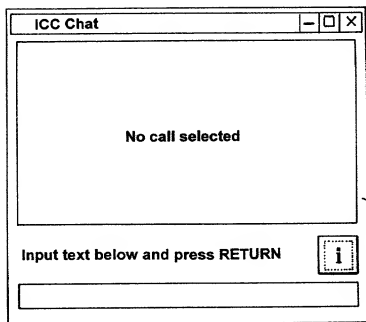 ICC Chat
No call selected
Input text below and press RETURN
i